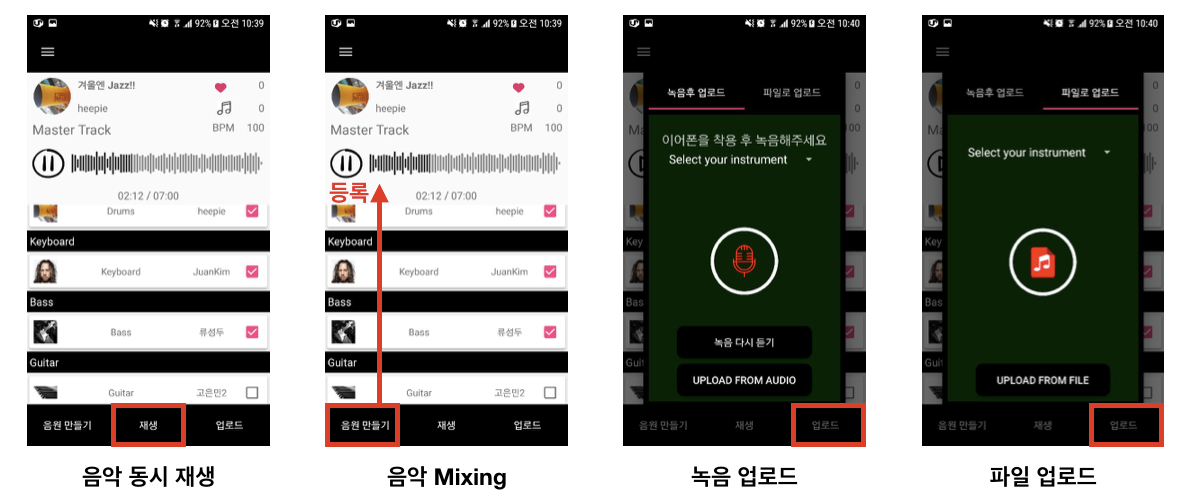 92% 오전 10:39
겨울엔 Jazz!!
0
heepie
0
Master Track
BPM 100
02:12 / 07:00
Drums heepie
Keyboard
Keyboard JuanKim
Bass
Bass 류성두
Guitar
Guitar 고은민2
음원 만들기 재생 업로드
음악 동시 재생
92% 오전 10:39
겨울엔 Jazz!!
0
heepie
0
Master Track
BPM 100
등록
02:12 / 07:00
Drums heepie
Keyboard
Keyboard JuanKim
Bass
Bass 류성두
Guitar
Guitar 고은민2
음원 만들기 재생 업로드
음악 Mixing
92% 오전 10:40
녹음후 업로드 파일로 업로드
이어폰을 착용 후 녹음해주세요
Select your instrument
녹음 다시 듣기
UPLOAD FROM AUDIO
음원 만들기 재생 업로드
녹음 업로드
92% 오전 10:40
녹음후 업로드 파일로 업로드
Select your instrument
UPLOAD FROM FILE
음원 만들기 재생 업로드
파일 업로드